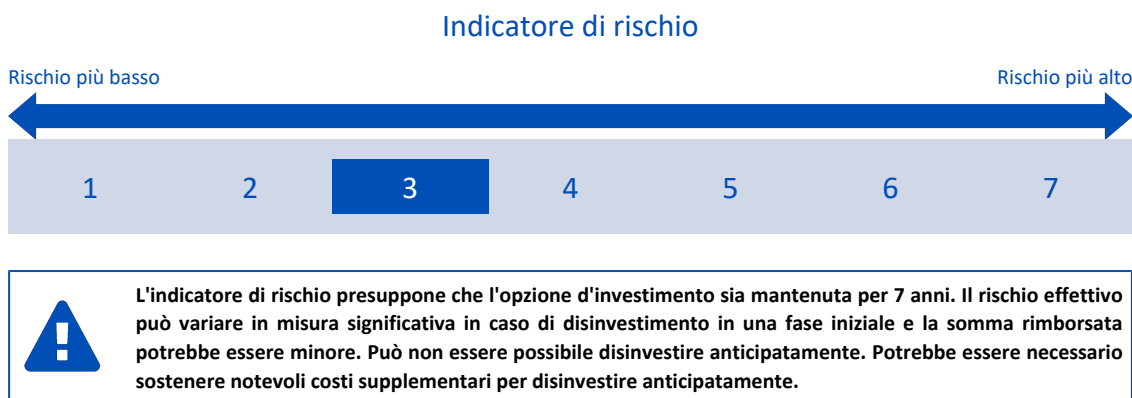 Indicatore di rischio
Rischio più basso Rischio più alto
1 2 3 4 5 6 7
L'indicatore di rischio presuppone che l'opzione d'investimento sia mantenuta per 7 anni. Il rischio effettivo
può variare in misura significativa in caso di disinvestimento in una fase iniziale e la somma rimborsata
potrebbe essere minore. Può non essere possibile disinvestire anticipatamente. Potrebbe essere necessario
sostenere notevoli costi supplementari per disinvestire anticipatamente.